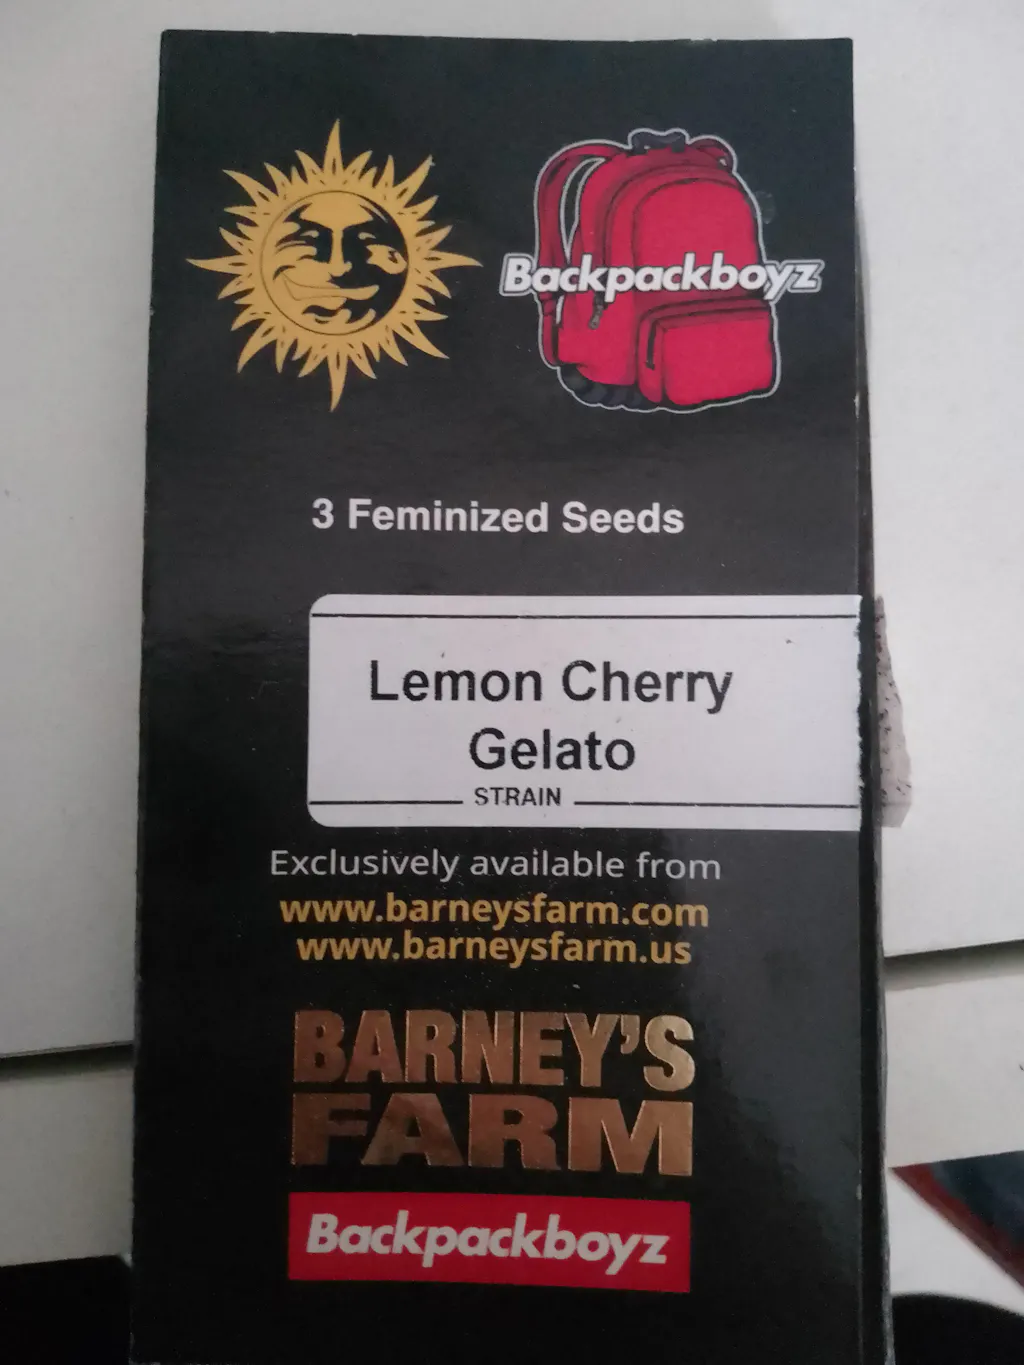 Backpackboyz
3 Feminized Seeds
Lemon Cherry
Gelato
STRAIN
Exclusively available from
www.barneysfarm.com
www.barneysfarm.us
BARNEY'S
FARM
Backpackboyz